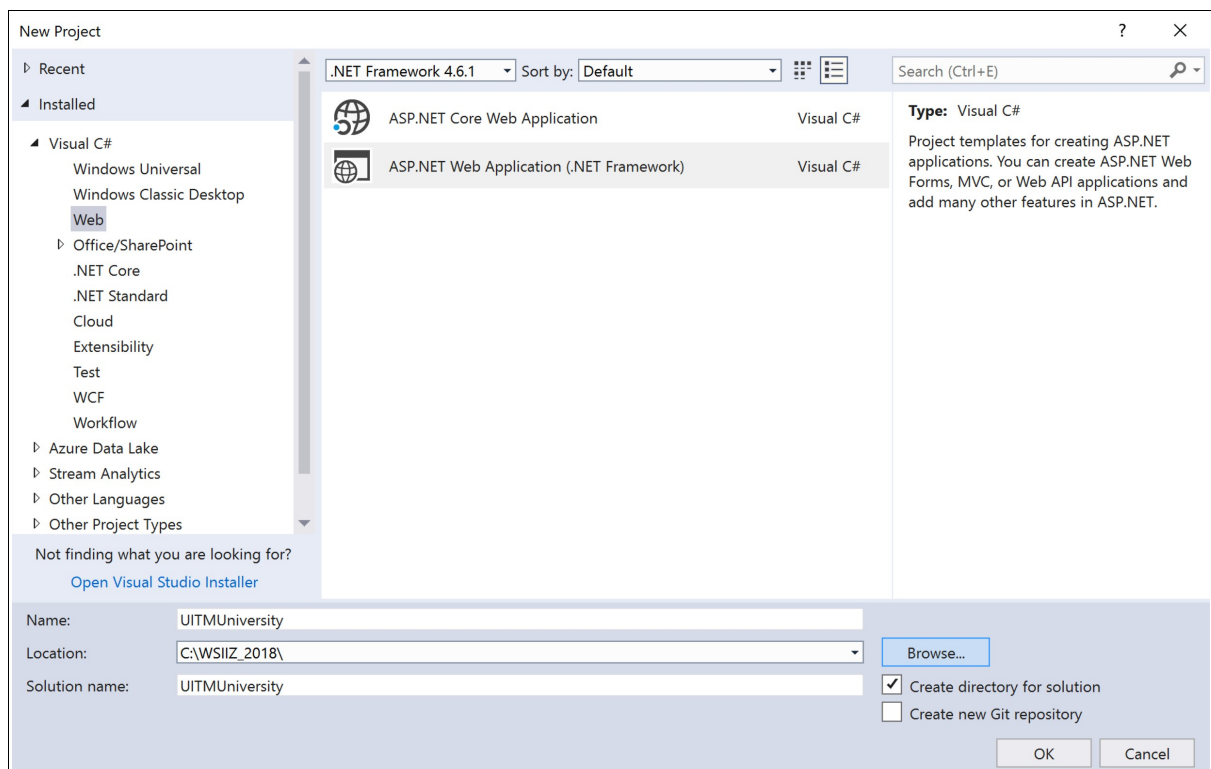 New Project
?
Recent
Installed
Visual C#
Windows Universal
Windows Classic Desktop
Web
Office/SharePoint
.NET Core
.NET Standard
Cloud
Extensibility
Test
WCF
Workflow
Azure Data Lake
Stream Analytics
Other Languages
Other Project Types
Not finding what you are looking for?
Open Visual Studio Installer
.NET Framework 4.6.1 Sort by: Default
ASP.NET Core Web Application Visual C#
ASP.NET Web Application (.NET Framework) Visual C#
Search (Ctrl+E)
Type: Visual C#
Project templates for creating ASP.NET
applications. You can create ASP.NET Web
Forms, MVC, or Web API applications and
add many other features in ASP.NET.
Name: UITMUniversity
Location: C:\WSIIZ_2018\
Browse...
Solution name: UITMUniversity
Create directory for solution
Create new Git repository
OK Cancel